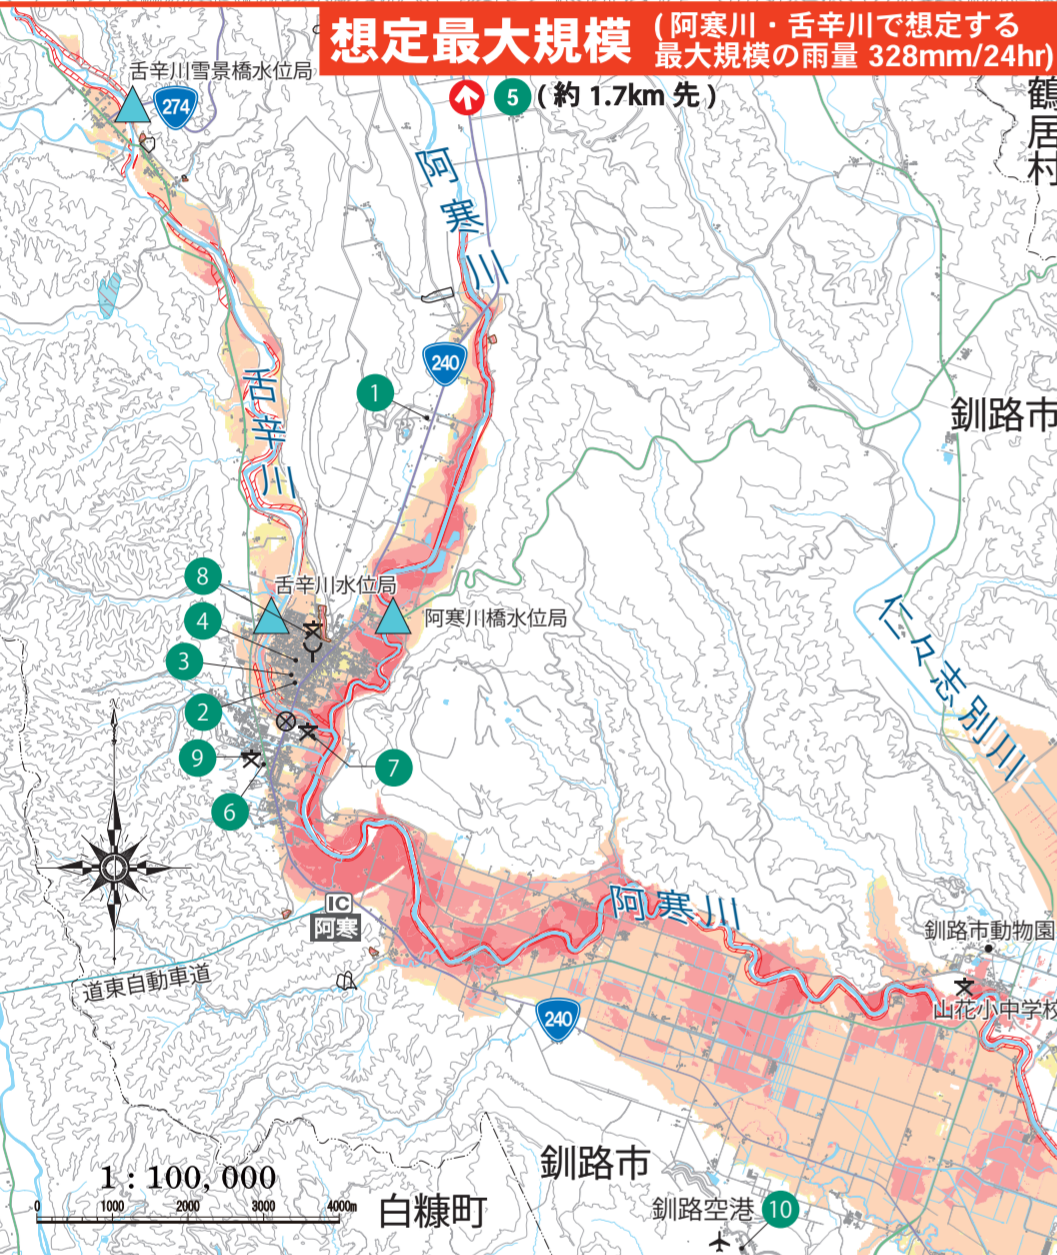 想定最大規模
(阿寒川・舌辛川で想定する
最大規模の雨量 328mm/24hr)
舌辛川雪景橋水位局
274
5 (約 1.7km 先)
鶴居村
阿寒川
240
1
舌辛川
釧路市
8
舌辛川水位局
4
阿寒川橋水位局
3
仁々志別川
2
9
7
6
IC
阿寒
阿寒川
釧路市動物園
道東自動車道
240
山花小中学校
1 : 100, 000
0 1000 2000 3000 4000m
釧路市
白糠町
釧路空港 10